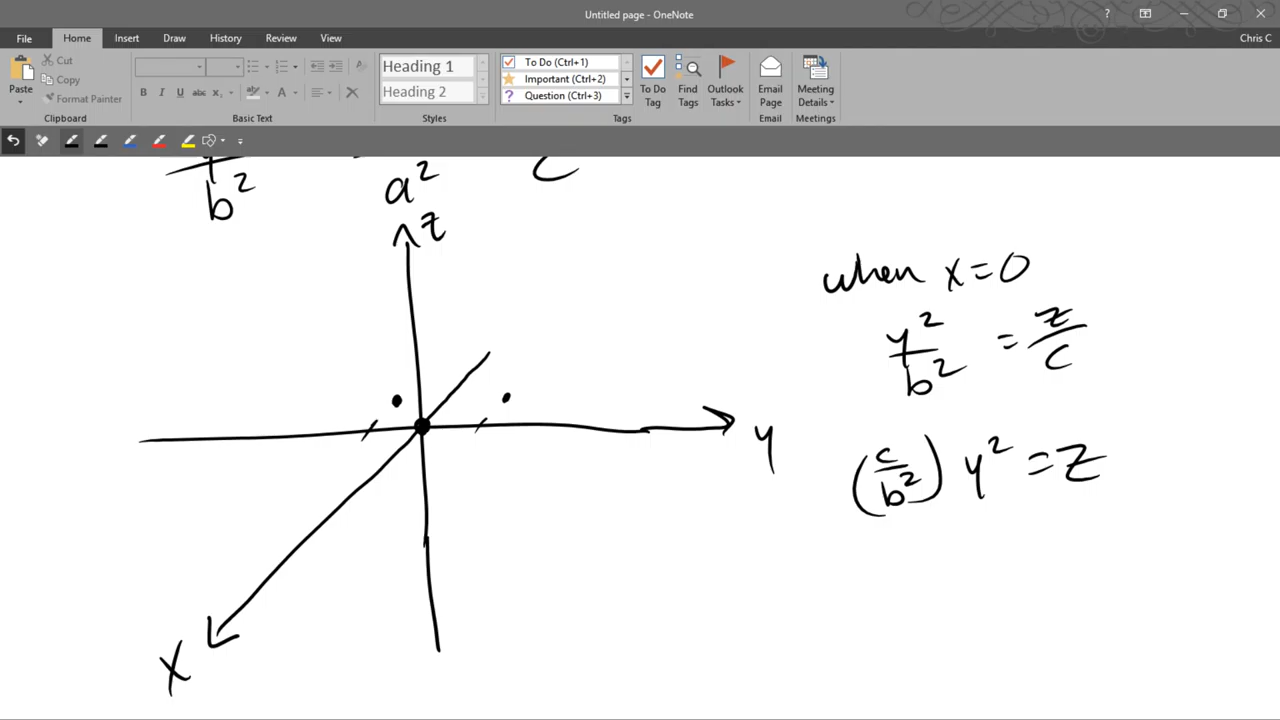 Untitled page - OneNote
?
File Home Insert Draw History Review View Chris C
Paste
Cut
Copy
Format Painter
Clipboard
B I U abc x₂ A
Basic Text
Heading 1
Heading 2
Styles
To Do (Ctrl+1)
Important (Ctrl+2)
? Question (Ctrl+3)
To Do Tag
Find Tags
Outlook Tasks
Tags
Email Page
Email
Meeting Details
Meetings
b² a² c
z
y
x
when x=0
y²/b² = z/c
(c/b²) y² = z